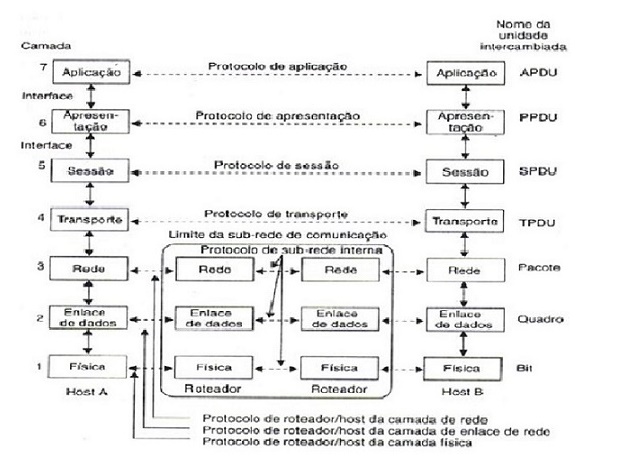 Nome da
unidade
intercambiada
Camada
7 Aplicação Protocolo de aplicação Aplicação APDU
Interface
6 Apresen-
tação Protocolo de apresentação Apresen-
tação PPDU
Interface
5 Sessão Protocolo de sessão Sessão SPDU
4 Transporte Protocolo de transporte Transporte TPDU
Limite da sub-rede de comunicação
Protocolo de sub-rede interna
3 Rede Rede Rede Rede Pacote
2 Enlace
de dados Enlace
de dados Enlace
de dados Enlace
de dados Quadro
1 Física Física Física Física Bit
Host A Roteador Roteador Host B
Protocolo de roteador/host da camada de rede
Protocolo de roteador/host da camada de enlace de rede
Protocolo de roteador/host da camada física